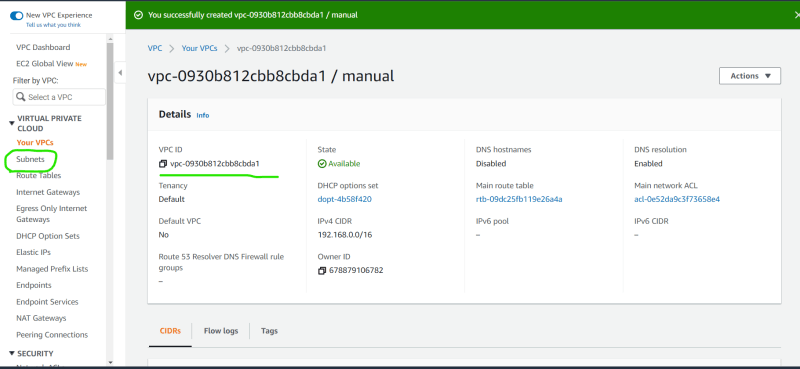 New VPC Experience
Tell us what you think
VPC Dashboard
EC2 Global View New
Filter by VPC:
Select a VPC
VIRTUAL PRIVATE
CLOUD
Your VPCs
Subnets
Route Tables
Internet Gateways
Egress Only Internet
Gateways
DHCP Option Sets
Elastic IPs
Managed Prefix Lists
Endpoints
Endpoint Services
NAT Gateways
Peering Connections
SECURITY
You successfully created vpc-0930b812cbb8cbda1 / manual
VPC > Your VPCs > vpc-0930b812cbb8cbda1
vpc-0930b812cbb8cbda1 / manual
Actions
Details Info
VPC ID
vpc-0930b812cbb8cbda1
State
Available
DNS hostnames
Disabled
DNS resolution
Enabled
Tenancy
Default
DHCP options set
dopt-4b58f420
Main route table
rtb-09dc25fb119e26a4a
Main network ACL
acl-0e52da9c3f73658e4
Default VPC
No
IPv4 CIDR
192.168.0.0/16
IPv6 pool
–
IPv6 CIDR
–
Route 53 Resolver DNS Firewall rule
groups
–
Owner ID
678879106782
CIDRs Flow logs Tags